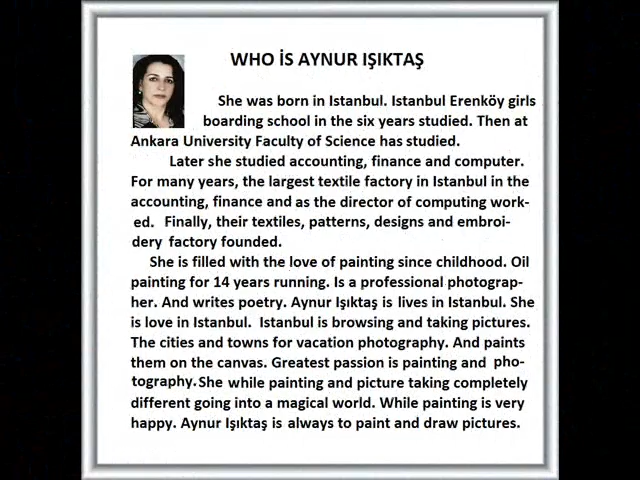 WHO İS AYNUR IŞIKTAŞ
She was born in Istanbul. Istanbul Erenköy girls
boarding school in the six years studied. Then at
Ankara University Faculty of Science has studied.
Later she studied accounting, finance and computer.
For many years, the largest textile factory in Istanbul in the
accounting, finance and as the director of computing work-
ed. Finally, their textiles, patterns, designs and embroi-
dery factory founded.
She is filled with the love of painting since childhood. Oil
painting for 14 years running. Is a professional photograp-
her. And writes poetry. Aynur Işıktaş is lives in Istanbul. She
is love in Istanbul. Istanbul is browsing and taking pictures.
The cities and towns for vacation photography. And paints
them on the canvas. Greatest passion is painting and pho-
tography. She while painting and picture taking completely
different going into a magical world. While painting is very
happy. Aynur Işıktaş is always to paint and draw pictures.